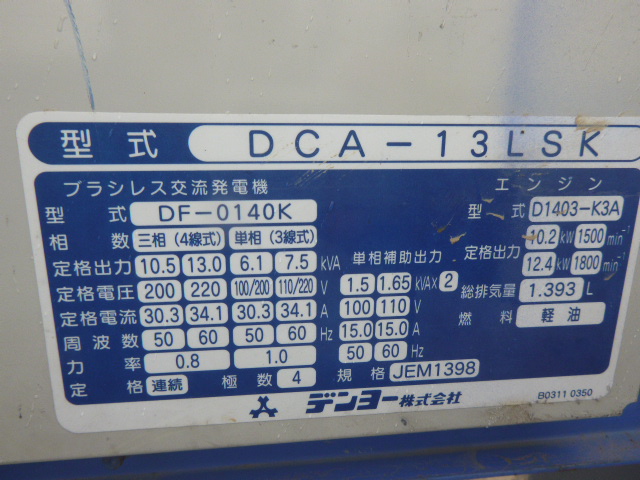 型式 DCA-13LSK
ブラシレス交流発電機 エンジン
型式 DF-0140K 型式 D1403-K3A
相数 三相(4線式) 単相(3線式) 単相補助出力 定格出力 10.2 kW 1500 min⁻¹
定格出力 10.5 13.0 6.1 7.5 kVA 12.4 kW 1800 min⁻¹
定格電圧 200 220 100/200 110/220 V 1.5 1.65 kVA×2 総排気量 1.393 L
定格電流 30.3 34.1 30.3 34.1 A 100 110 V 燃料 軽油
周波数 50 60 50 60 Hz 15.0 15.0 A
力率 0.8 1.0 50 60 Hz
定格 連続 極数 4 規格 JEM1398
デンヨー株式会社 B0311 0350